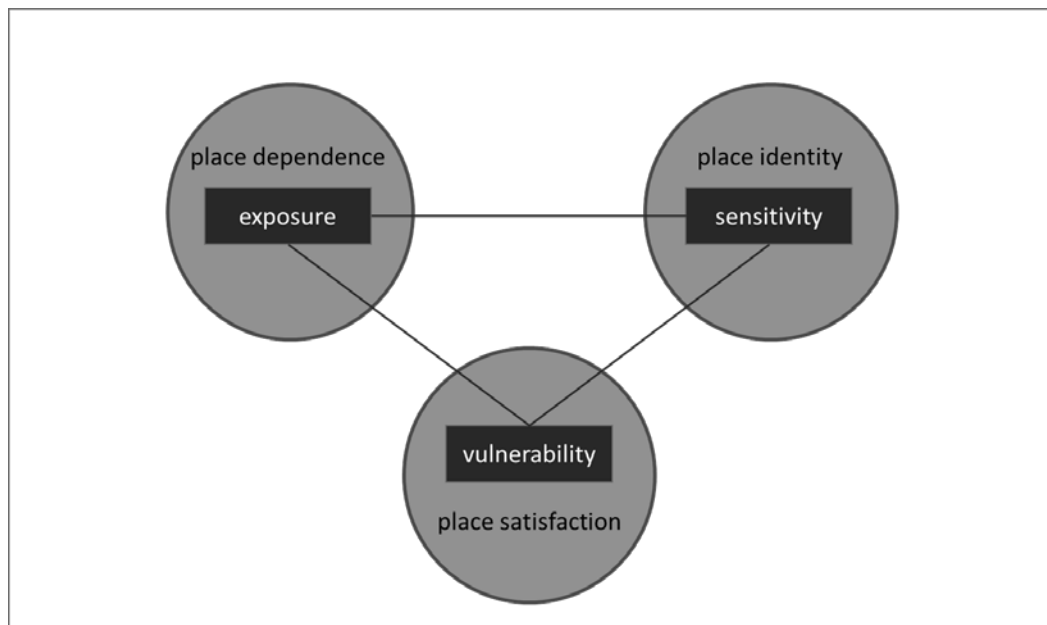 place dependence
exposure
place identity
sensitivity
vulnerability
place satisfaction